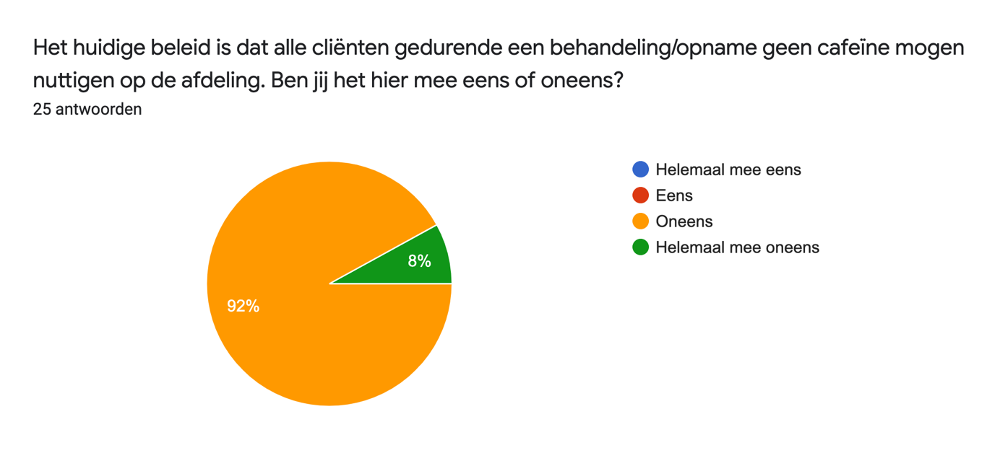 Het huidige beleid is dat alle cliënten gedurende een behandeling/opname geen cafeïne mogen
nuttigen op de afdeling. Ben jij het hier mee eens of oneens?
25 antwoorden
Helemaal mee eens
Eens
Oneens
Helemaal mee oneens
8%
92%